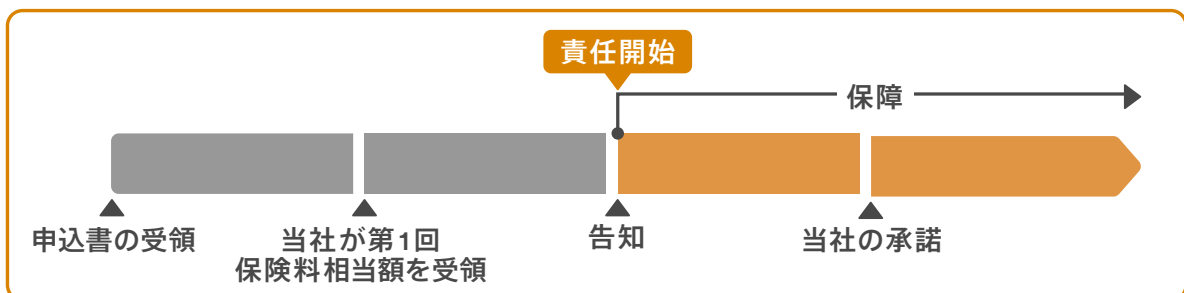 責任開始
保障
申込書の受領
当社が第1回
保険料相当額を受領
告知
当社の承諾